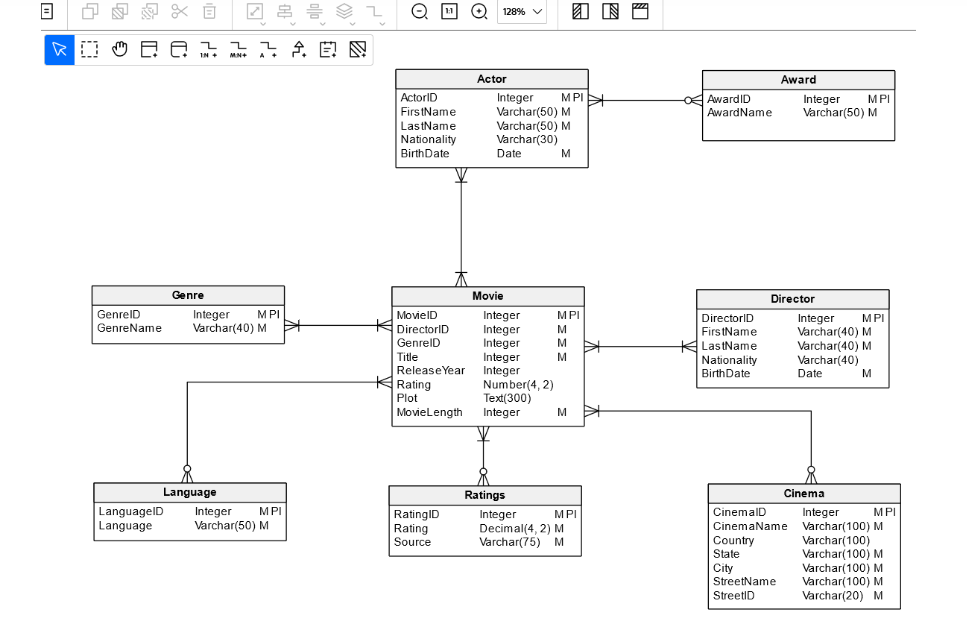 1:1
128%
1:N+
M:N+
A +
Actor
ActorID Integer M PI
FirstName Varchar(50) M
LastName Varchar(50) M
Nationality Varchar(30)
BirthDate Date M
Award
AwardID Integer M PI
AwardName Varchar(50) M
Genre
GenreID Integer M PI
GenreName Varchar(40) M
Movie
MovieID Integer M PI
DirectorID Integer M
GenreID Integer M
Title Integer M
ReleaseYear Integer
Rating Number(4, 2)
Plot Text(300)
MovieLength Integer M
Director
DirectorID Integer M PI
FirstName Varchar(40) M
LastName Varchar(40) M
Nationality Varchar(40)
BirthDate Date M
Language
LanguageID Integer M PI
Language Varchar(50) M
Ratings
RatingID Integer M PI
Rating Decimal(4, 2) M
Source Varchar(75) M
Cinema
CinemaID Integer M PI
CinemaName Varchar(100) M
Country Varchar(100)
State Varchar(100) M
City Varchar(100) M
StreetName Varchar(100) M
StreetID Varchar(20) M